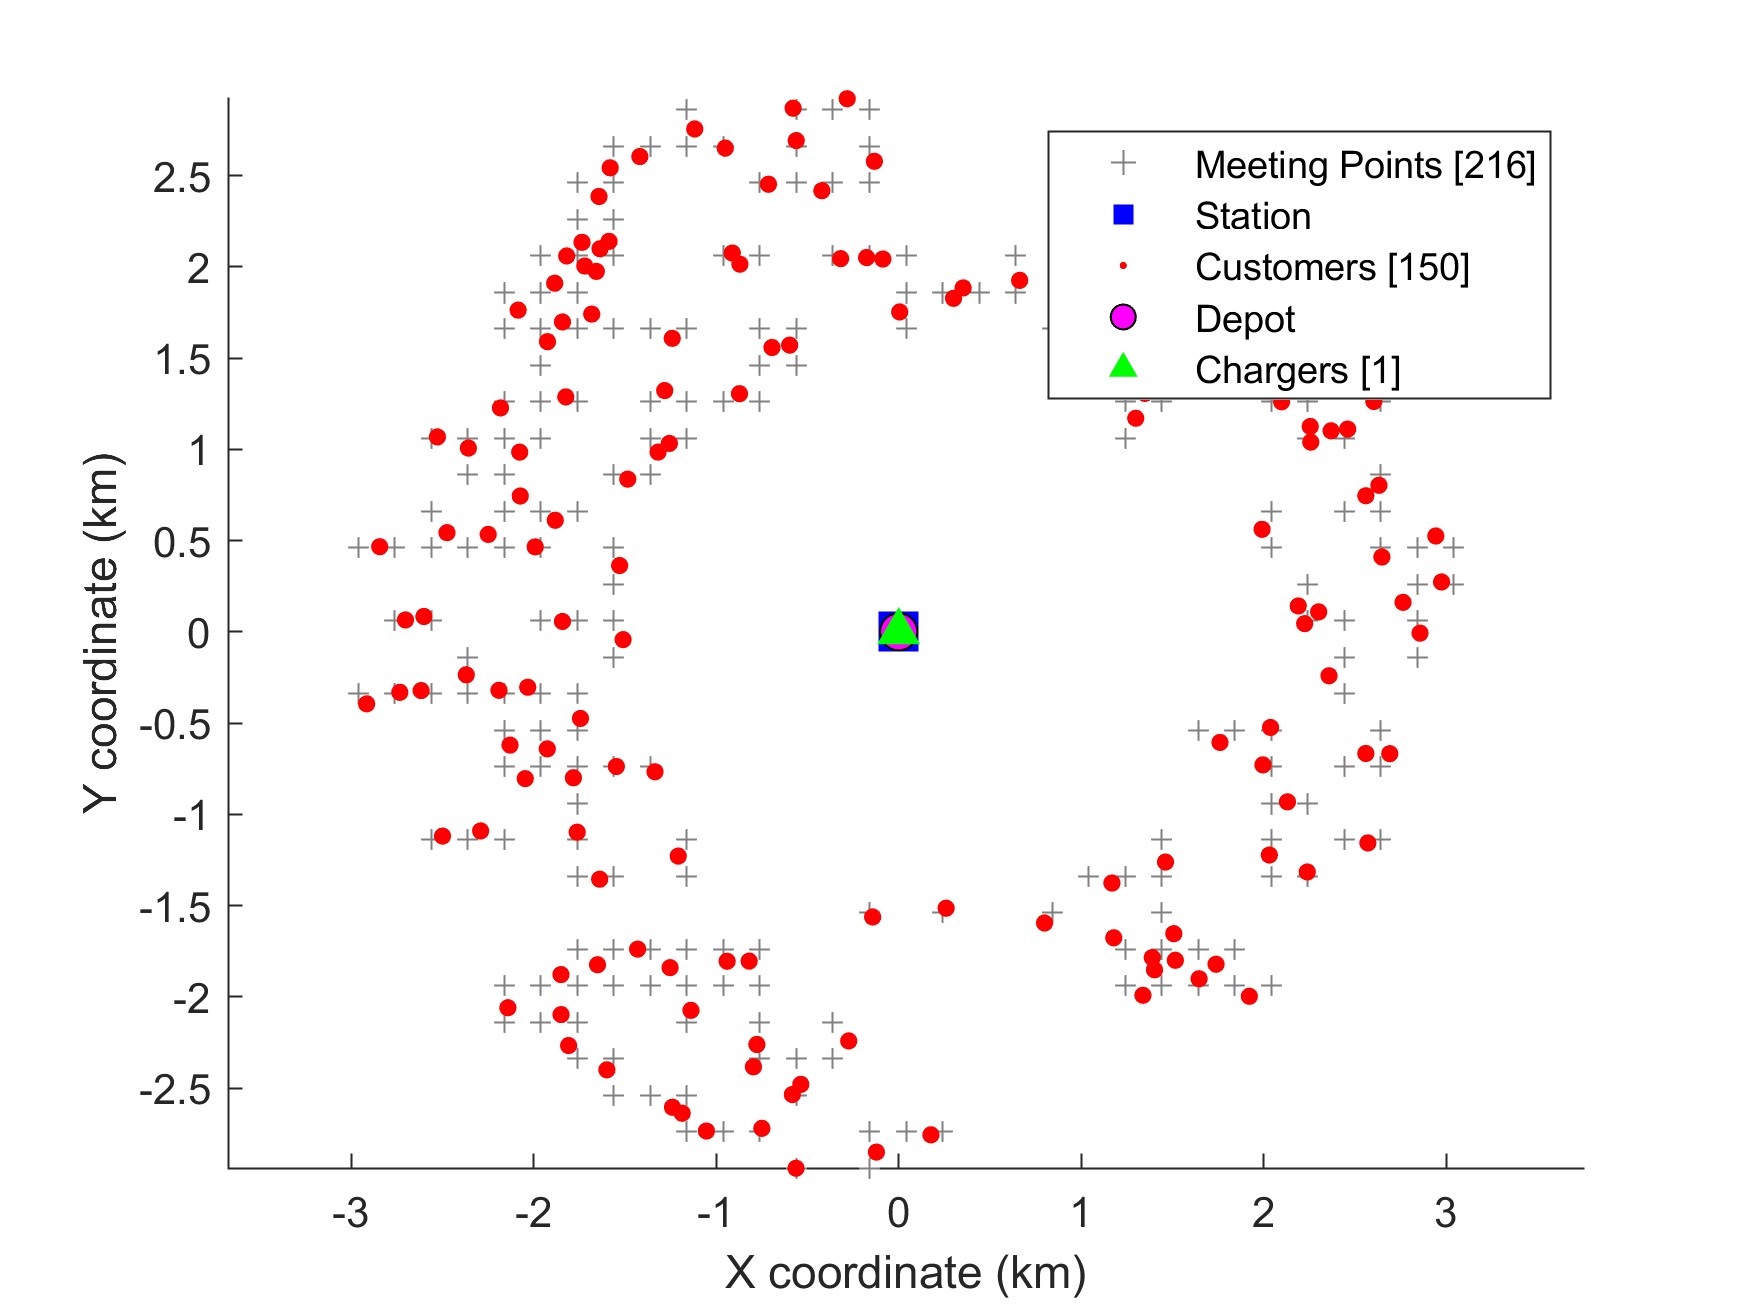 Meeting Points [216]
Station
Customers [150]
Depot
Chargers [1]
2.5
2
1.5
1
0.5
0
-0.5
-1
-1.5
-2
-2.5
Y coordinate (km)
-3 -2 -1 0 1 2 3
X coordinate (km)